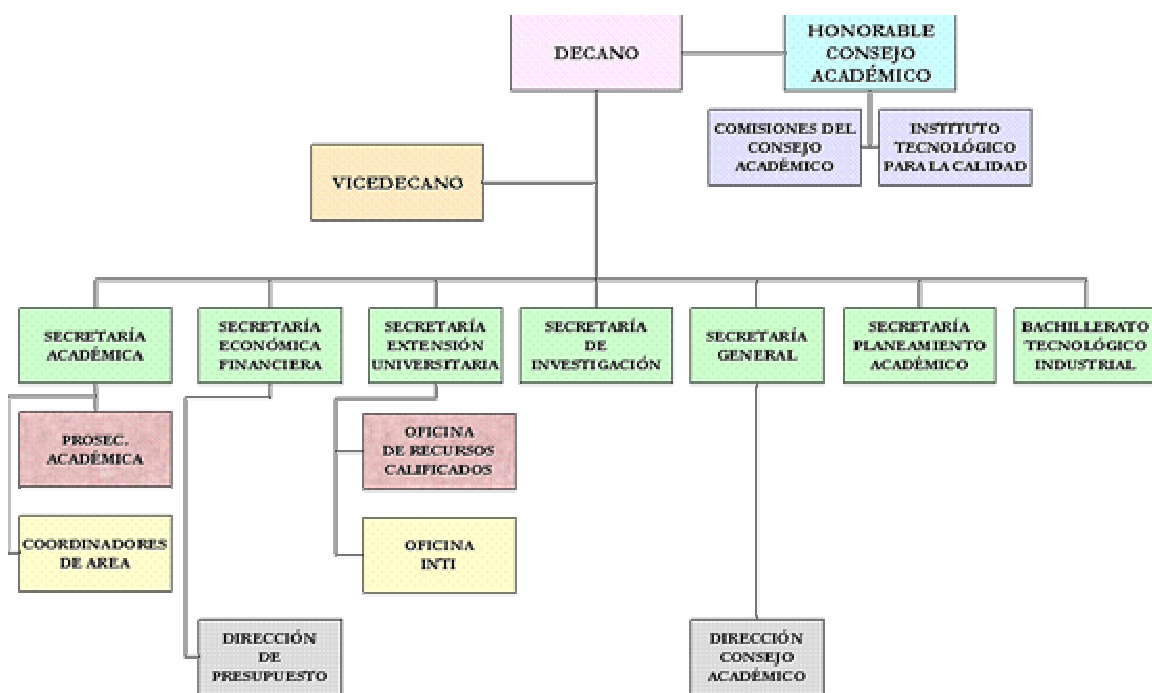 DECANO
HONORABLE
CONSEJO
ACADÉMICO
COMISIONES DEL
CONSEJO
ACADÉMICO
INSTITUTO
TECNOLÓGICO
PARA LA CALIDAD
VICEDECANO
SECRETARÍA
ACADÉMICA
SECRETARÍA
ECONÓMICA
FINANCIERA
SECRETARÍA
EXTENSIÓN
UNIVERSITARIA
SECRETARÍA
DE
INVESTIGACIÓN
SECRETARÍA
GENERAL
SECRETARÍA
PLANEAMIENTO
ACADÉMICO
BACHILLERATO
TECNOLÓGICO
INDUSTRIAL
PROSEC.
ACADÉMICA
OFICINA
DE RECURSOS
CALIFICADOS
COORDINADORES
DE AREA
OFICINA
INTI
DIRECCIÓN
DE
PRESUPUESTO
DIRECCIÓN
CONSEJO
ACADÉMICO